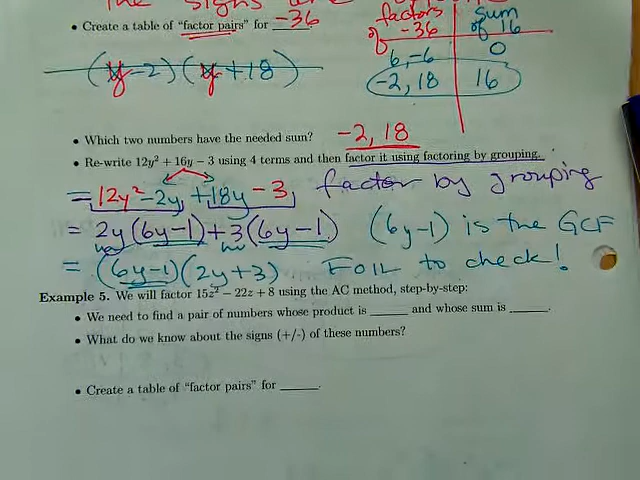 the signs are
• Create a table of "factor pairs" for -36
factors of -36 | sum of 16
6, -6 | 0
-2, 18 | 16
(y-2)(y+18)
• Which two numbers have the needed sum? -2, 18
• Re-write 12y² + 16y − 3 using 4 terms and then factor it using factoring by grouping.
= 12y² - 2y + 18y - 3, factor by grouping
= 2y(6y-1)+3(6y-1) (6y-1) is the GCF
= (6y-1)(2y+3) FOIL to check!
Example 5. We will factor 15z² − 22z + 8 using the AC method, step-by-step:
• We need to find a pair of numbers whose product is ______ and whose sum is ______.
• What do we know about the signs (+/-) of these numbers?
• Create a table of "factor pairs" for ______.